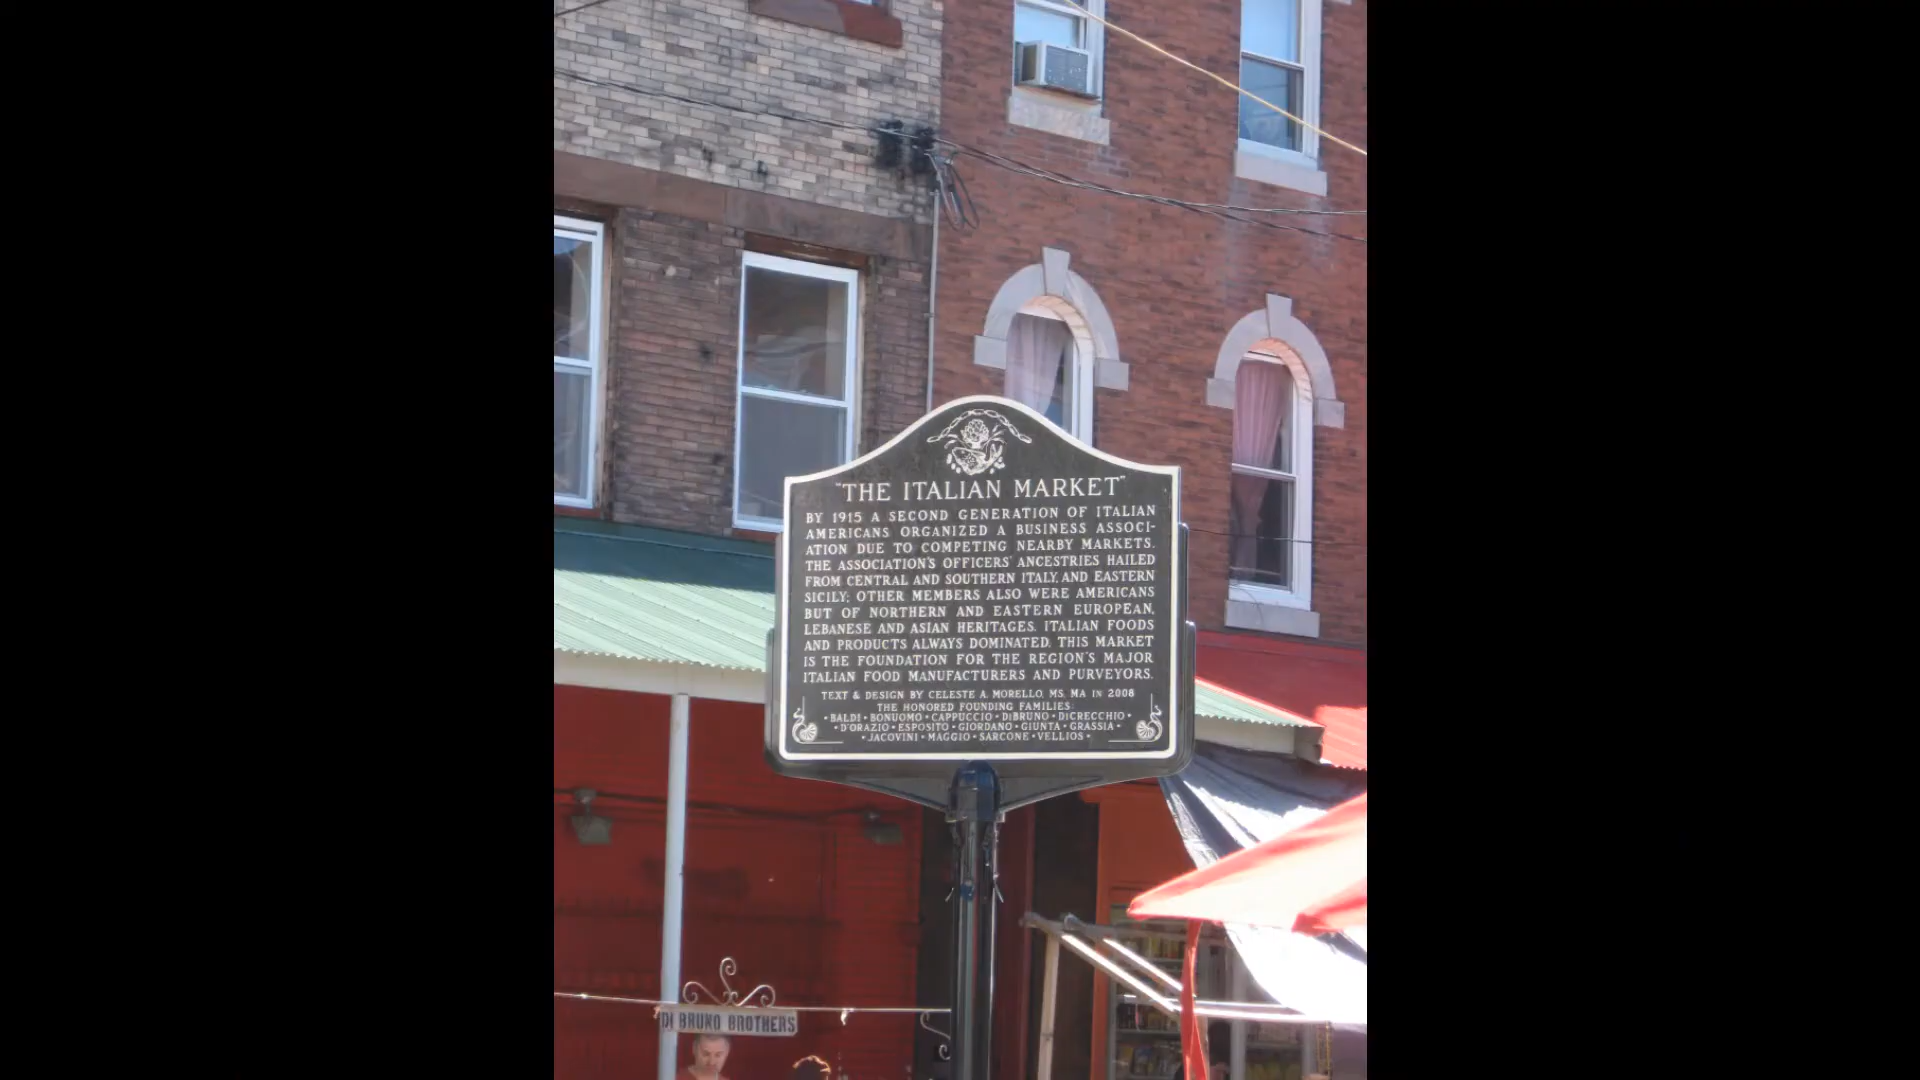 "THE ITALIAN MARKET"
BY 1915 A SECOND GENERATION OF ITALIAN
AMERICANS ORGANIZED A BUSINESS ASSOCI-
ATION DUE TO COMPETING NEARBY MARKETS.
THE ASSOCIATION'S OFFICERS' ANCESTRIES HAILED
FROM CENTRAL AND SOUTHERN ITALY, AND EASTERN
SICILY; OTHER MEMBERS ALSO WERE AMERICANS
BUT OF NORTHERN AND EASTERN EUROPEAN,
LEBANESE AND ASIAN HERITAGES. ITALIAN FOODS
AND PRODUCTS ALWAYS DOMINATED. THIS MARKET
IS THE FOUNDATION FOR THE REGION'S MAJOR
ITALIAN FOOD MANUFACTURERS AND PURVEYORS.
TEXT & DESIGN BY CELESTE A. MORELLO, MS, MA IN 2008
THE HONORED FOUNDING FAMILIES:
• BALDI • BONUOMO • CAPPUCCIO • DIBRUNO • DICRECCHIO •
• D'ORAZIO • ESPOSITO • GIORDANO • GIUNTA • GRASSIA •
• JACOVINI • MAGGIO • SARCONE • VELLIOS •
DI BRUNO BROTHERS